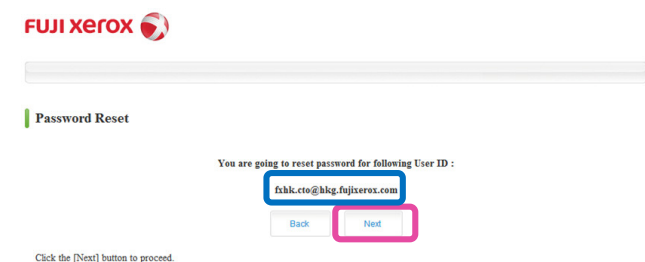 FUJI xerox
Password Reset
You are going to reset password for following User ID :
fxhk.cto@hkg.fujixerox.com
Back Next
Click the [Next] button to proceed.